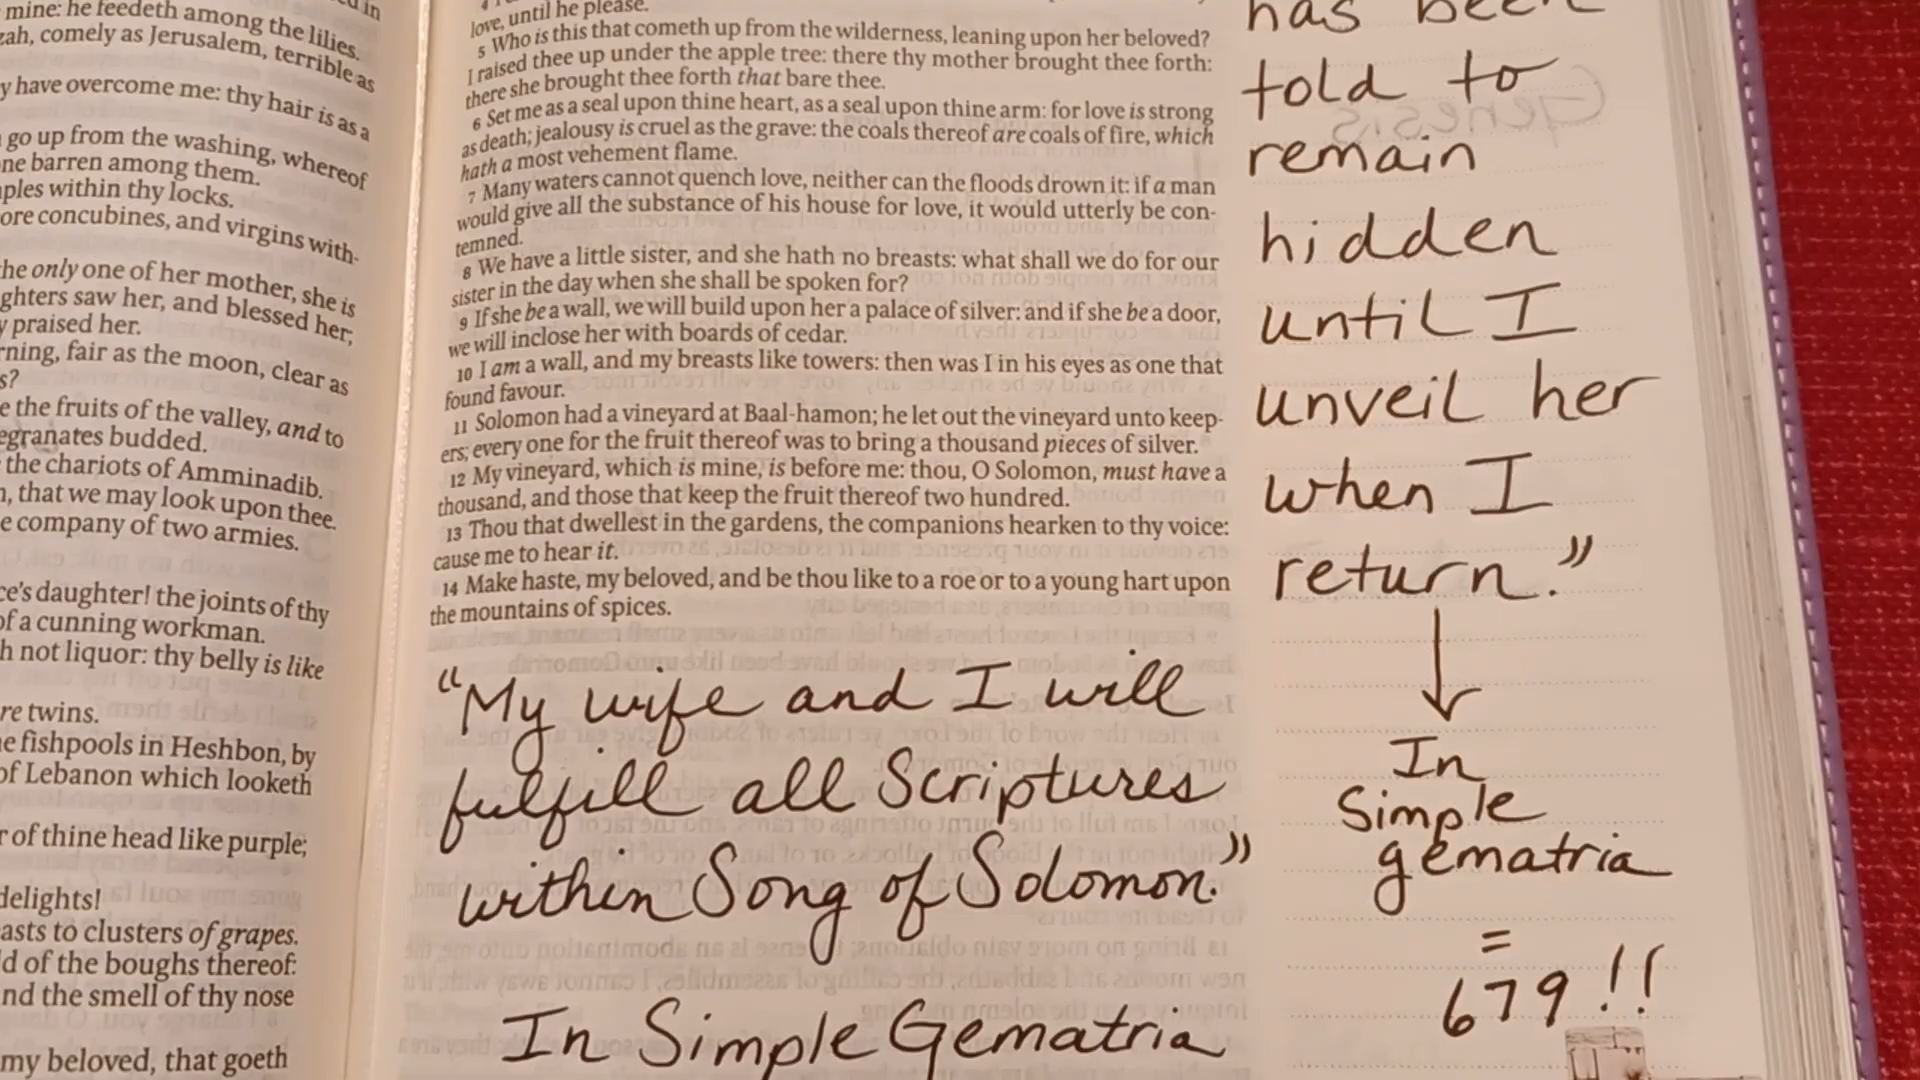 mine: he feedeth among the lilies.
zah, comely as Jerusalem, terrible as
y have overcome me: thy hair is as a
go up from the washing, whereof
ne barren among them.
ples within thy locks.
ore concubines, and virgins with-
he only one of her mother, she is
ghters saw her, and blessed her;
y praised her.
rning, fair as the moon, clear as
s?
e the fruits of the valley, and to
egranates budded.
the chariots of Amminadib.
n, that we may look upon thee.
e company of two armies.
ce's daughter! the joints of thy
of a cunning workman.
h not liquor: thy belly is like
re twins.
e fishpools in Heshbon, by
of Lebanon which looketh
r of thine head like purple;
delights!
asts to clusters of grapes.
d of the boughs thereof:
nd the smell of thy nose
my beloved, that goeth
love, until he please.
5 Who is this that cometh up from the wilderness, leaning upon her beloved?
I raised thee up under the apple tree: there thy mother brought thee forth:
there she brought thee forth that bare thee.
6 Set me as a seal upon thine heart, as a seal upon thine arm: for love is strong
as death; jealousy is cruel as the grave: the coals thereof are coals of fire, which
hath a most vehement flame.
7 Many waters cannot quench love, neither can the floods drown it: if a man
would give all the substance of his house for love, it would utterly be con-
temned.
8 We have a little sister, and she hath no breasts: what shall we do for our
sister in the day when she shall be spoken for?
9 If she be a wall, we will build upon her a palace of silver: and if she be a door,
we will inclose her with boards of cedar.
10 I am a wall, and my breasts like towers: then was I in his eyes as one that
found favour.
11 Solomon had a vineyard at Baal-hamon; he let out the vineyard unto keep-
ers; every one for the fruit thereof was to bring a thousand pieces of silver.
12 My vineyard, which is mine, is before me: thou, O Solomon, must have a
thousand, and those that keep the fruit thereof two hundred.
13 Thou that dwellest in the gardens, the companions hearken to thy voice:
cause me to hear it.
14 Make haste, my beloved, and be thou like to a roe or to a young hart upon
the mountains of spices.
"My wife and I will
fulfill all Scriptures
within Song of Solomon."
In Simple Gematria
has been
told to
remain
hidden
until I
unveil her
when I
return."
In
Simple
gematria
=
679!!
Genesis